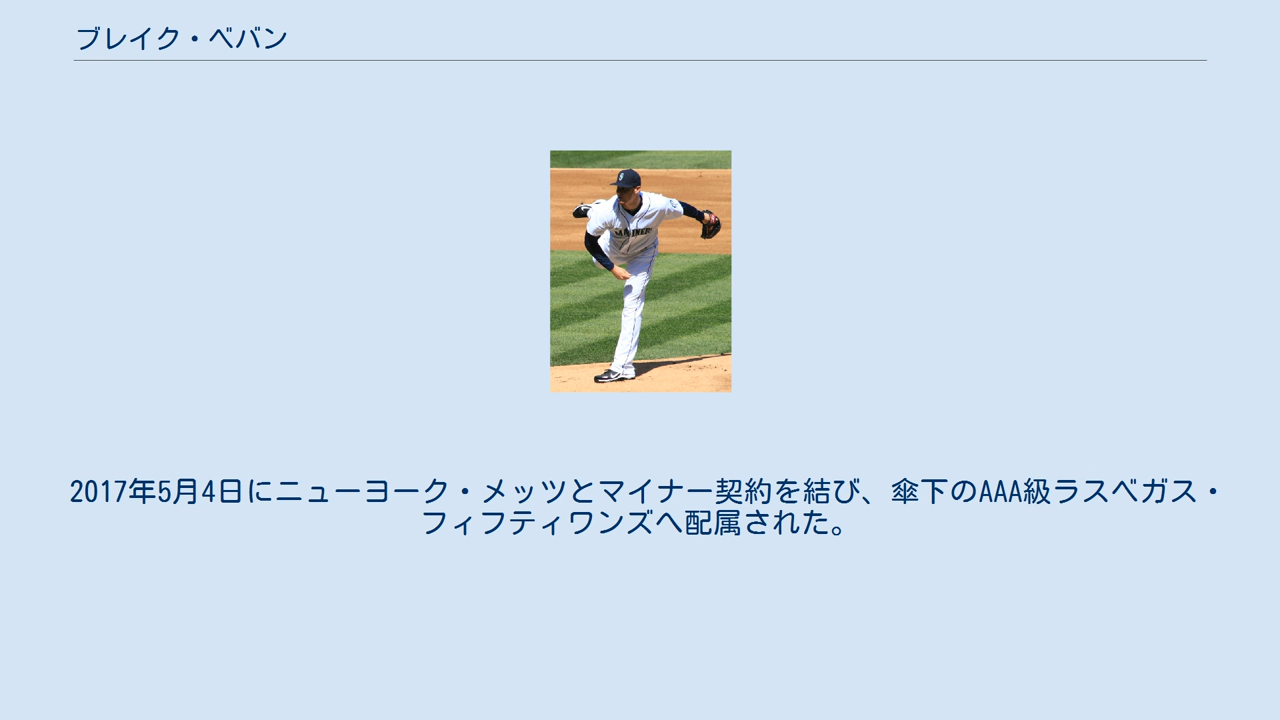 ブレイク・ベバン
2017年5月4日にニューヨーク・メッツとマイナー契約を結び、傘下のAAA級ラスベガス・
フィフティワンズへ配属された。